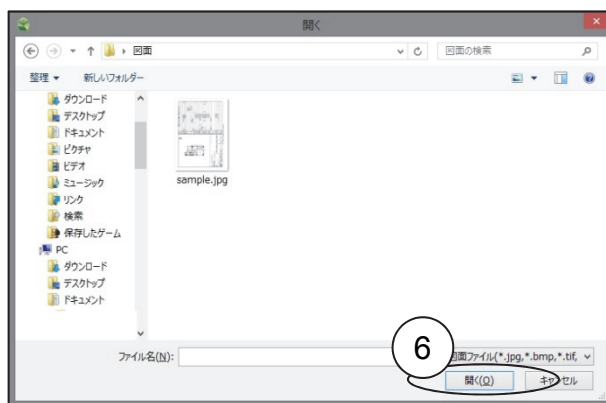 開く
図面
図面の検索
整理 新しいフォルダー
ダウンロード
デスクトップ
ドキュメント
ピクチャ
ビデオ
ミュージック
リンク
検索
保存したゲーム
PC
ダウンロード
デスクトップ
ドキュメント
sample.jpg
ファイル名(N):
図面ファイル(*.jpg,*.bmp,*.tif,
6
開く(O)
キャンセル